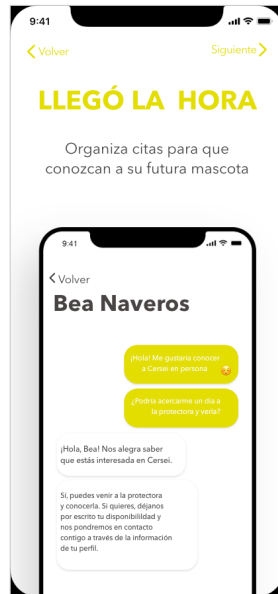 9:41
Volver
Siguiente
LLEGÓ LA HORA
Organiza citas para que
conozcan a su futura mascota
9:41
Volver
Bea Naveros
¡Hola! Me gustaría conocer
a Cersei en persona
¿Podría acercarme un día a
la protectora y verla?
¡Hola, Bea! Nos alegra saber
que estás interesada en Cersei.
Sí, puedes venir a la protectora
y conocerla. Si quieres, déjanos
por escrito tu disponibilildad y
nos pondremos en contacto
contigo a través de la información
de tu perfil.